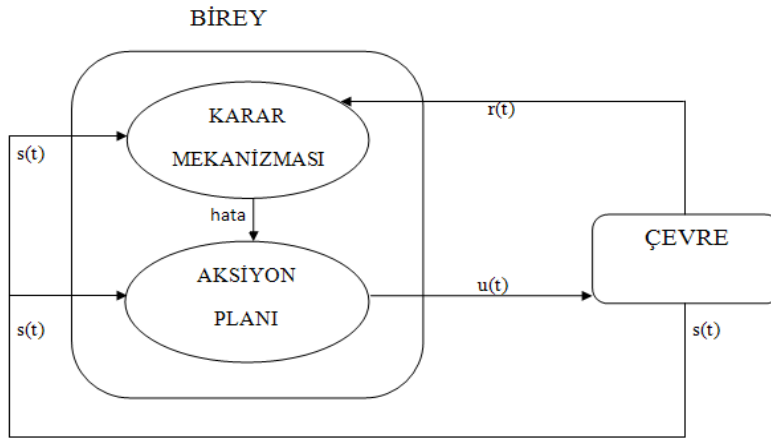 BİREY
KARAR
MEKANİZMASI
r(t)
s(t)
hata
ÇEVRE
AKSİYON
PLANI
u(t)
s(t)
s(t)